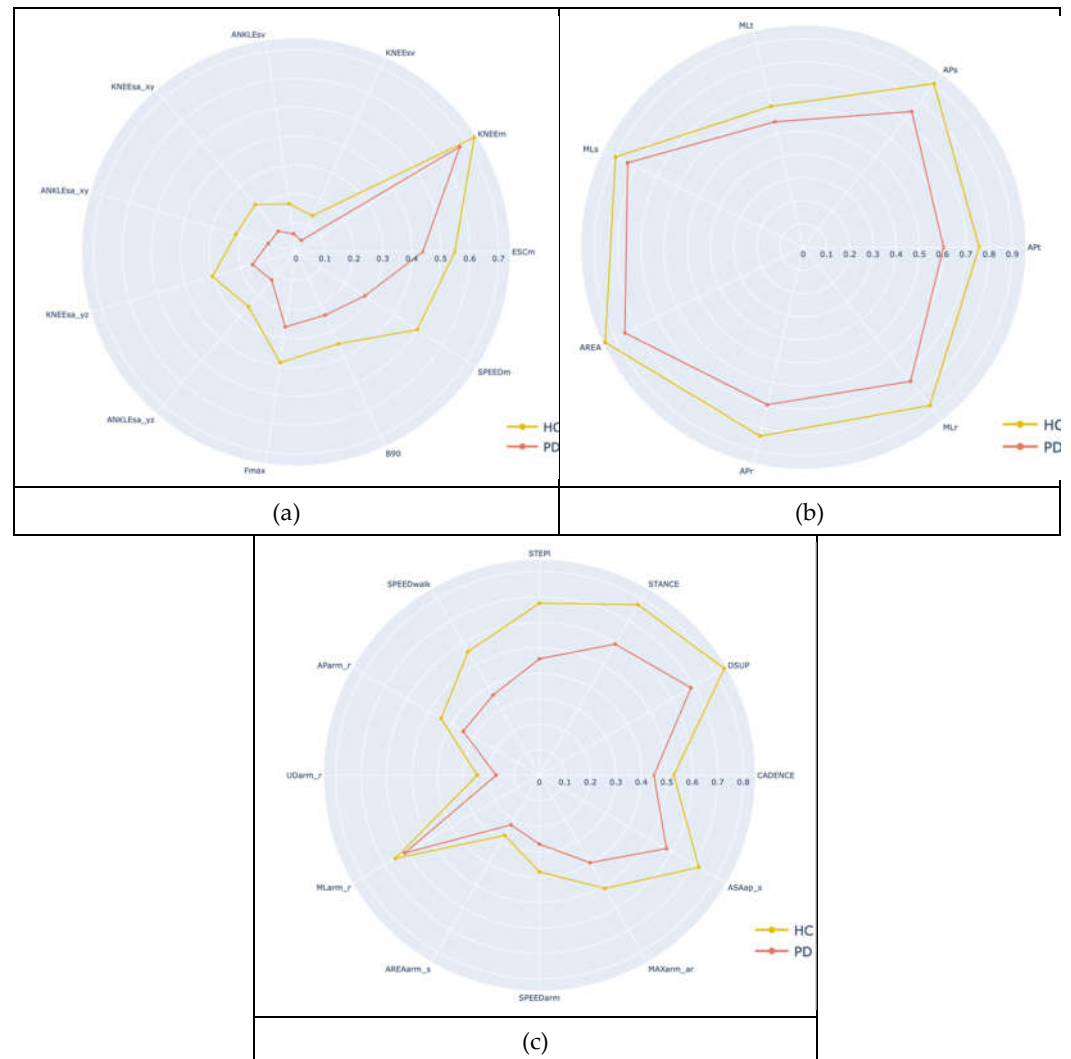 ANKLEsv
KNEEsv
KNEEsa_xy
KNEEm
ANKLEsa_xy
0 0.1 0.2 0.3 0.4 0.5 0.6 0.7 ESCm
KNEEsa_yz
SPEEDm
ANKLEsa_yz
B90
Fmax
HC
PD
MLt
APs
MLs
0 0.1 0.2 0.3 0.4 0.5 0.6 0.7 0.8 0.9 APt
AREA
MLr
APr
HC
PD
(a)
(b)
STEPl
SPEEDwalk
STANCE
AParm_r
DSUP
UDarm_r
0 0.1 0.2 0.3 0.4 0.5 0.6 0.7 0.8 CADENCE
MLarm_r
ASAap_s
AREAarm_s
MAXarm_ar
SPEEDarm
HC
PD
(c)